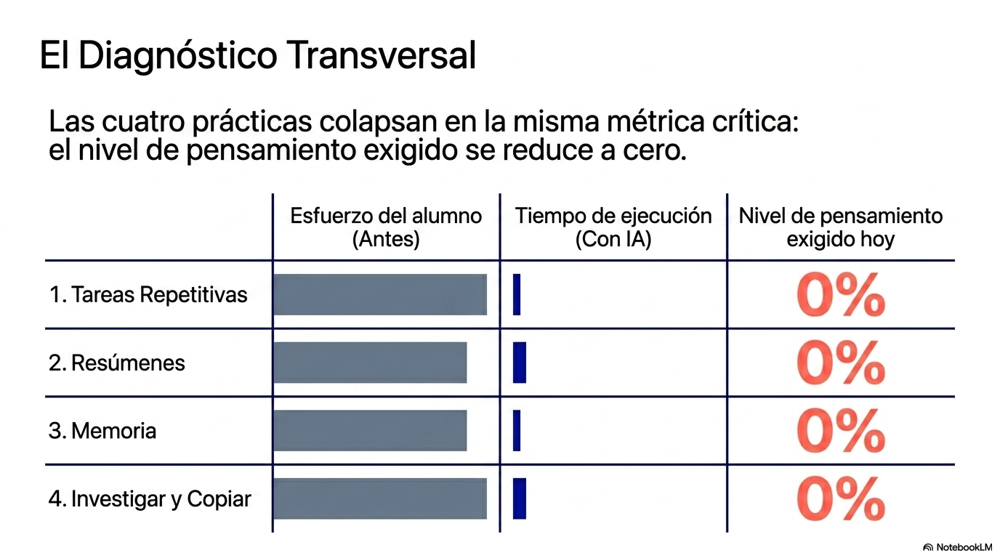 El Diagnóstico Transversal
Las cuatro prácticas colapsan en la misma métrica crítica:
el nivel de pensamiento exigido se reduce a cero.
Esfuerzo del alumno
(Antes)
Tiempo de ejecución
(Con IA)
Nivel de pensamiento
exigido hoy
1. Tareas Repetitivas
0%
2. Resúmenes
0%
3. Memoria
0%
4. Investigar y Copiar
0%
NotebookLM